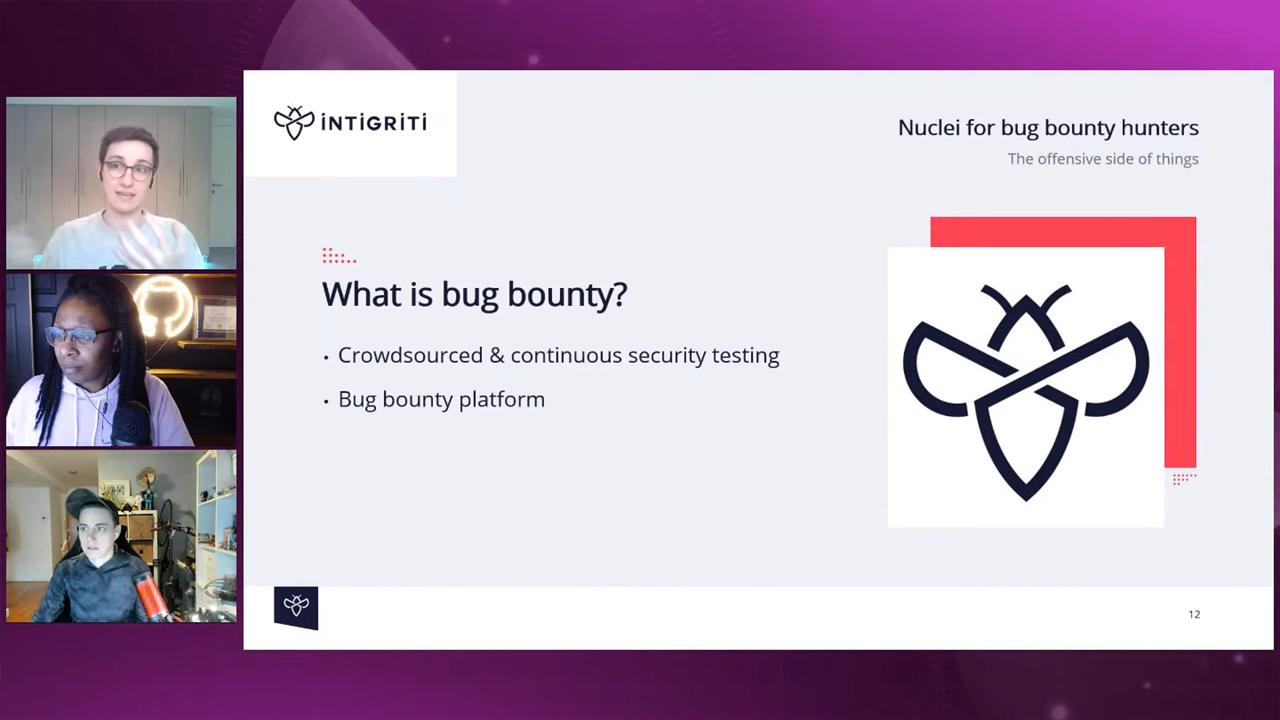 INTIGRITI
Nuclei for bug bounty hunters
The offensive side of things
What is bug bounty?
• Crowdsourced & continuous security testing
• Bug bounty platform
12